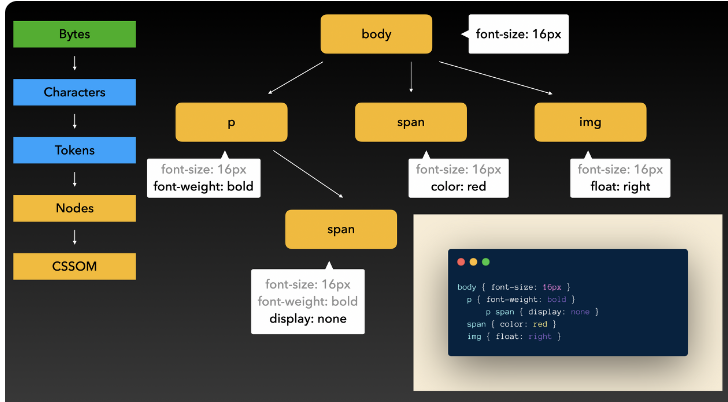 Bytes
Characters
Tokens
Nodes
CSSOM
body
font-size: 16px
p
font-size: 16px
font-weight: bold
span
font-size: 16px
color: red
img
font-size: 16px
float: right
span
font-size: 16px
font-weight: bold
display: none
body { font-size: 16px }
p { font-weight: bold }
p span { display: none }
span { color: red }
img { float: right }